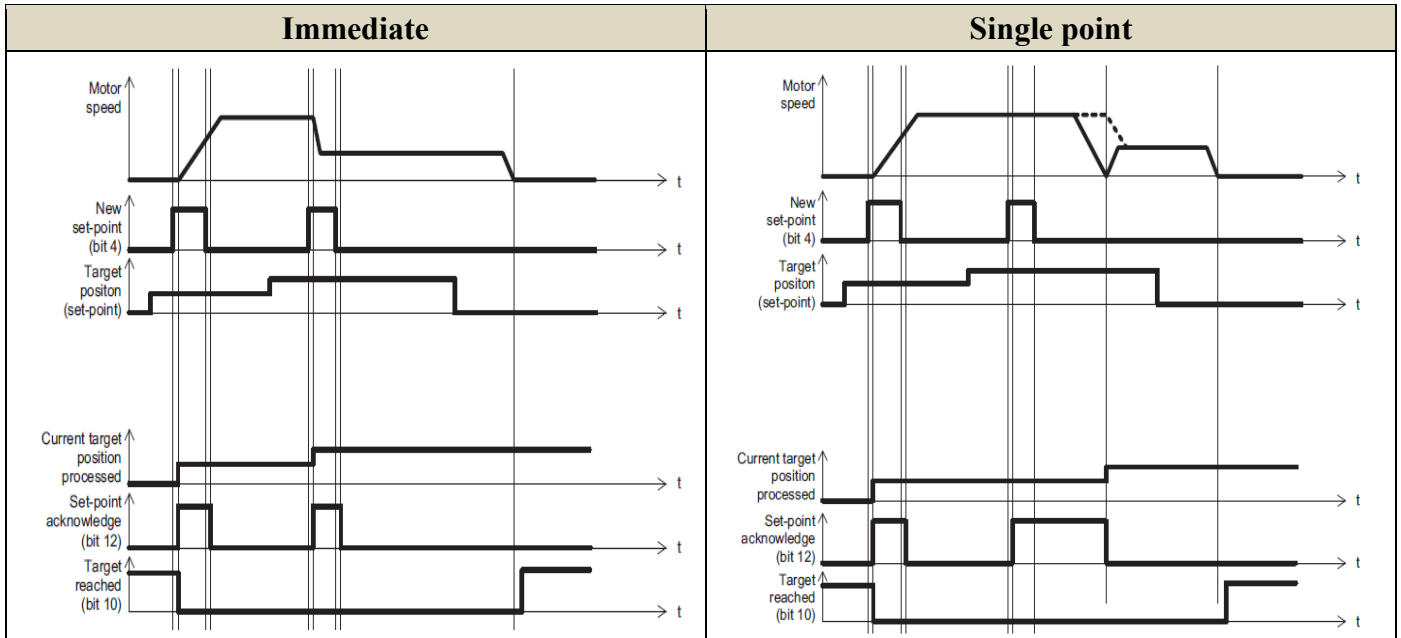 Immediate
Motor
speed
t
New
set-point
(bit 4)
t
Target
positon
(set-point)
t
Current target
position
processed
t
Set-point
acknowledge
(bit 12)
t
Target
reached
(bit 10)
t
Single point
Motor
speed
t
New
set-point
(bit 4)
t
Target
positon
(set-point)
t
Current target
position
processed
t
Set-point
acknowledge
(bit 12)
t
Target
reached
(bit 10)
t